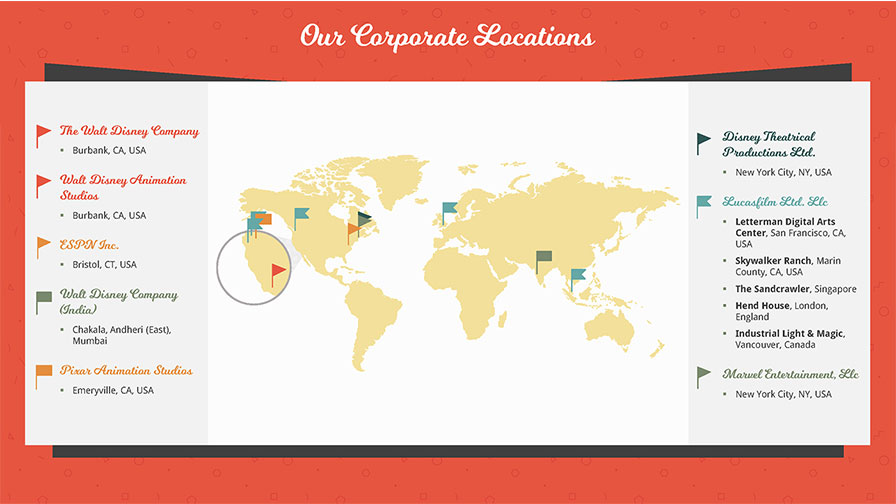 Our Corporate Locations
The Walt Disney Company
Burbank, CA, USA
Walt Disney Animation
Studios
Burbank, CA, USA
ESPN Inc.
Bristol, CT, USA
Walt Disney Company
(India)
Chakala, Andheri (East),
Mumbai
Pixar Animation Studios
Emeryville, CA, USA
Disney Theatrical
Productions Ltd.
New York City, NY, USA
Lucasfilm Ltd. Llc
Letterman Digital Arts
Center, San Francisco, CA,
USA
Skywalker Ranch, Marin
County, CA, USA
The Sandcrawler, Singapore
Hend House, London,
England
Industrial Light & Magic,
Vancouver, Canada
Marvel Entertainment, Llc
New York City, NY, USA